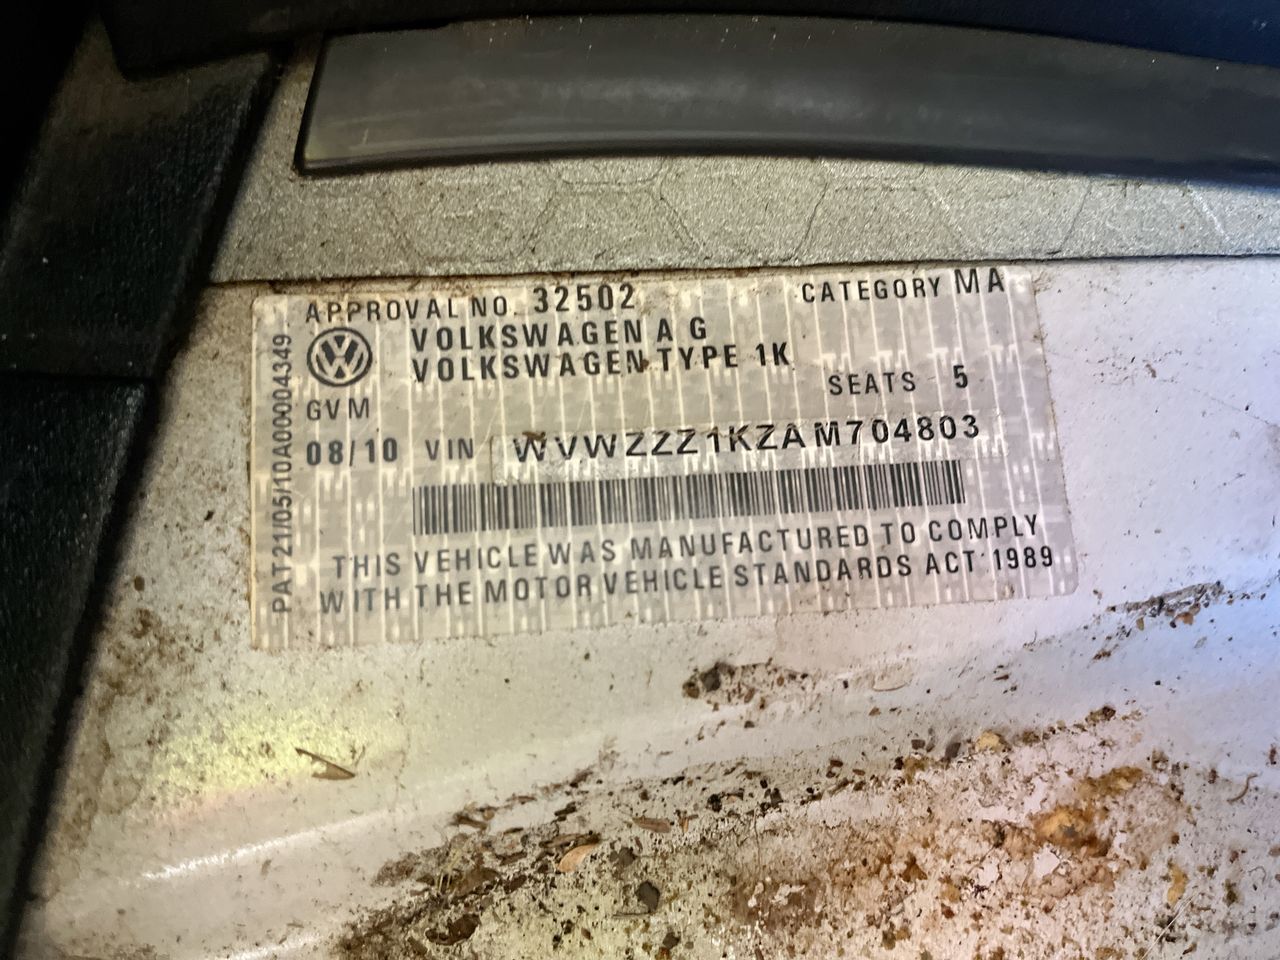 APPROVAL NO. 32502 CATEGORY MA
VOLKSWAGEN A G
VOLKSWAGEN TYPE 1K
SEATS 5
GVM
08/10 VIN WVWZZZ1KZAM704803
THIS VEHICLE WAS MANUFACTURED TO COMPLY
WITH THE MOTOR VEHICLE STANDARDS ACT 1989
PAT21/05/10A00004349